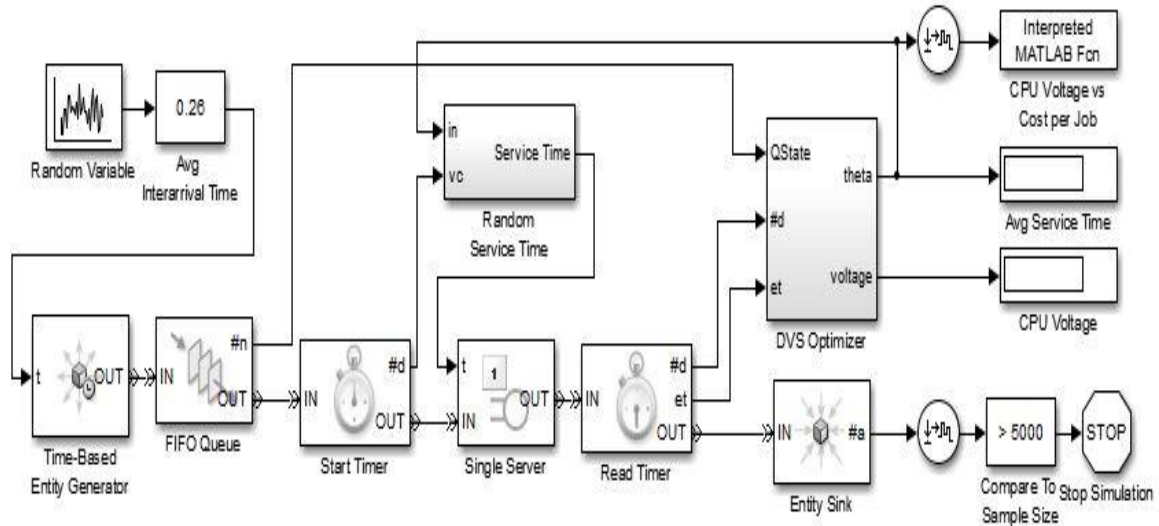 Interpreted
MATLAB Fcn
CPU Voltage vs
Cost per Job
Random Variable
0.26
Avg
Interarrival Time
in
vc
Service Time
Random
Service Time
QState
#d
et
theta
voltage
DVS Optimizer
Avg Service Time
CPU Voltage
t
OUT
Time-Based
Entity Generator
IN
#n
OUT
FIFO Queue
IN
#d
OUT
Start Timer
t
IN
1
OUT
Single Server
IN
#d
et
OUT
Read Timer
IN
#a
Entity Sink
> 5000
Compare To
Sample Size
STOP
Stop Simulation